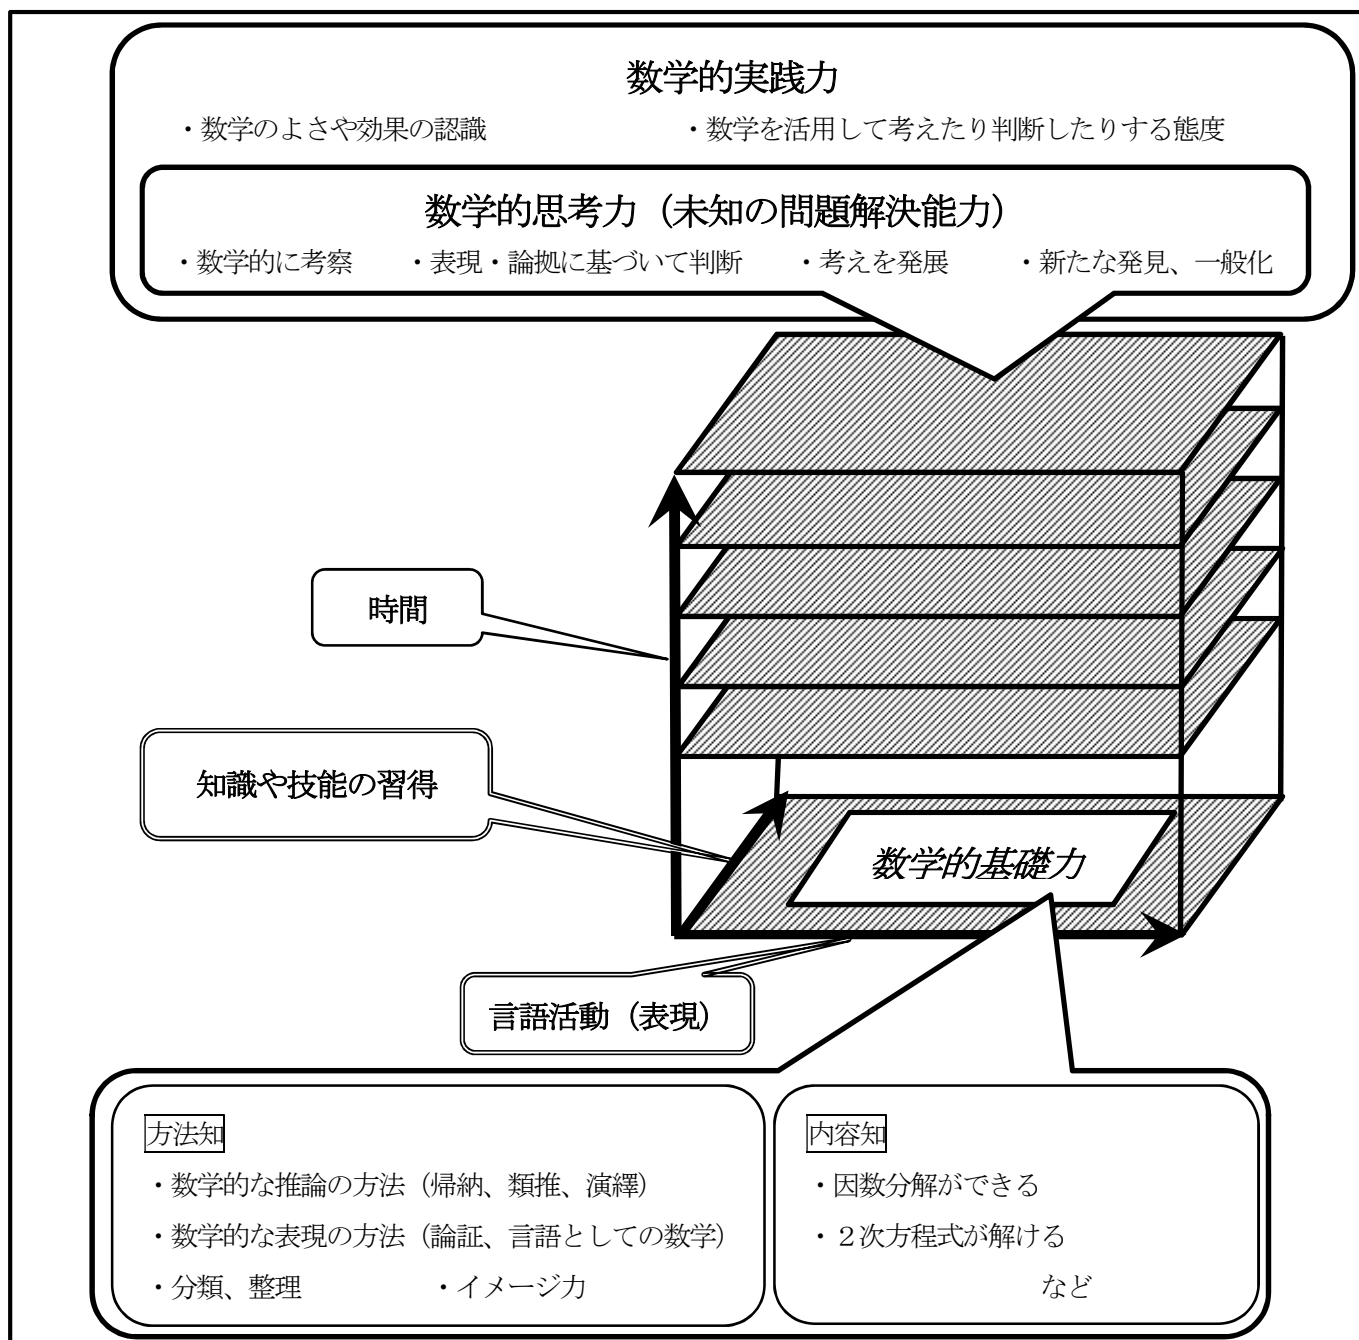 数学的実践力
・数学のよさや効果の認識　・数学を活用して考えたり判断したりする態度
数学的思考力（未知の問題解決能力）
・数学的に考察　・表現・論拠に基づいて判断　・考えを発展　・新たな発見、一般化
時間
知識や技能の習得
数学的基礎力
言語活動（表現）
方法知
・数学的な推論の方法（帰納、類推、演繹）
・数学的な表現の方法（論証、言語としての数学）
・分類、整理　・イメージ力
内容知
・因数分解ができる
・２次方程式が解ける
など